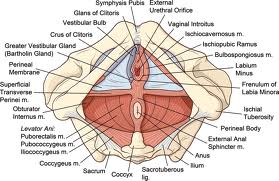 Symphysis Pubis
External
Urethral Orifice
Glans of Clitoris
Vestibular Bulb
Crus of Clitoris
Greater Vestibular Gland
(Bartholin Gland)
Perineal
Membrane
Superficial
Transverse
Perinei m.
Obturator
Internus m.
Levator Ani:
Puborectalis m.
Pubococcygeus m.
Iliococcygeus m.
Coccygeus m.
Sacrum
Coccyx
Sacrotuberous
lig.
Vaginal Introitus
Ischiocavernosus m.
Ischiopubic Ramus
Bulbospongiosus m.
Labium
Minus
Frenulum of
Labia Minora
Ischial
Tuberosity
Perineal Body
External Anal
Sphincter m.
Anus
Ilium